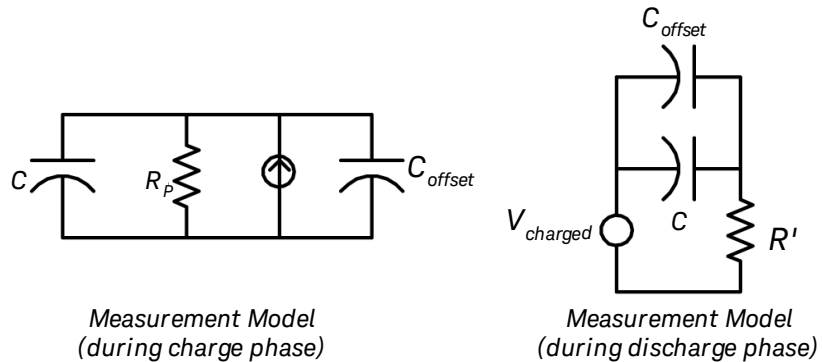 C
R_P
C_offset
Measurement Model
(during charge phase)
C_offset
C
V_charged
R'
Measurement Model
(during discharge phase)